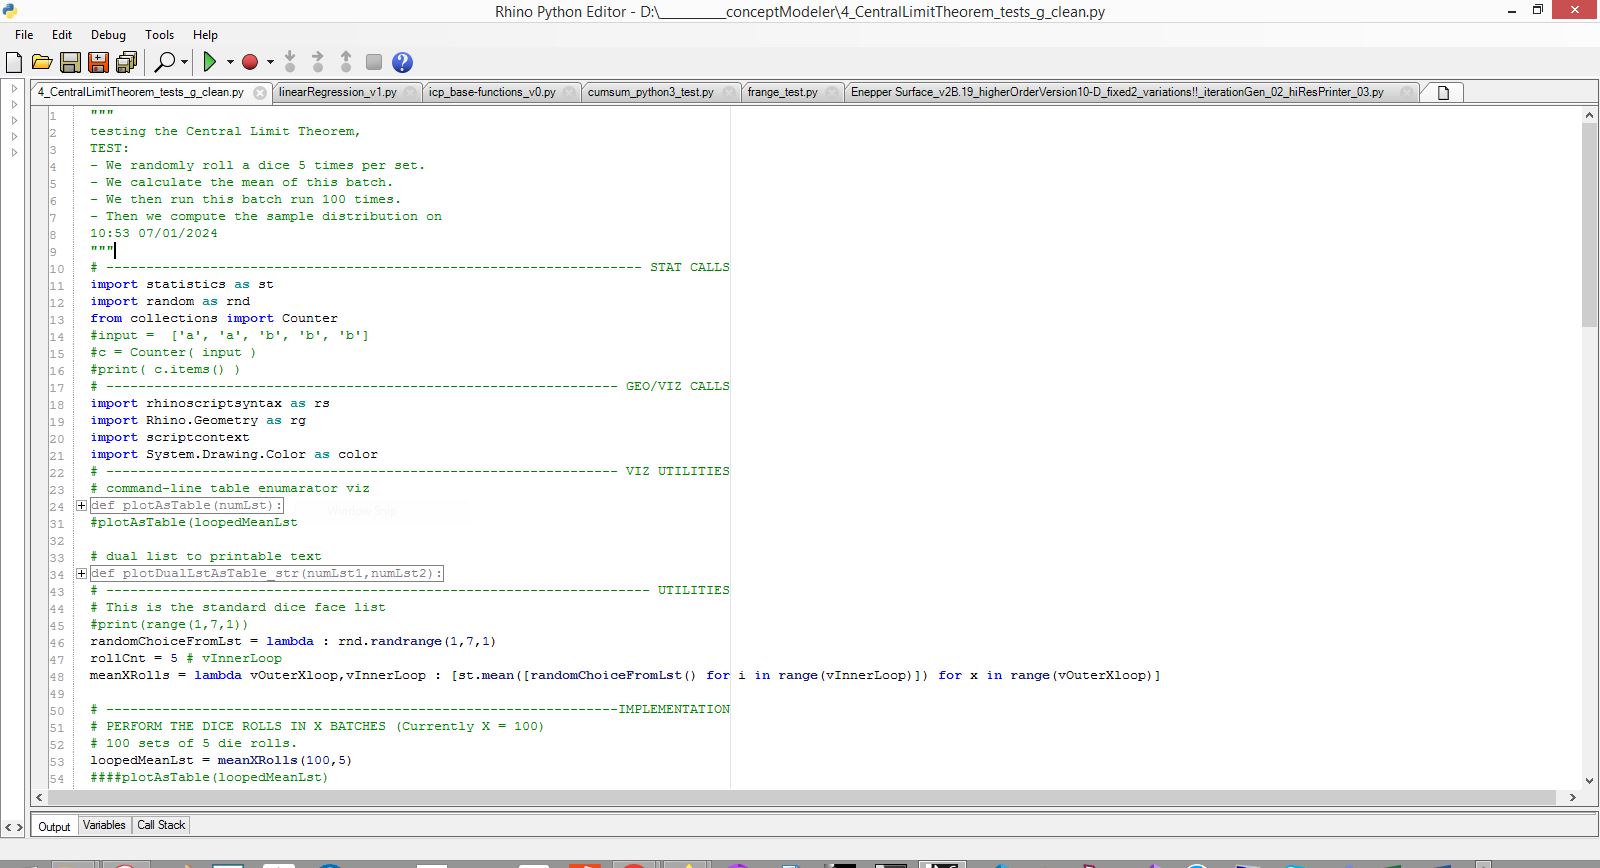 Rhino Python Editor - D:\________conceptModeler\4_CentralLimitTheorem_tests_g_clean.py
File Edit Debug Tools Help
4_CentralLimitTheorem_tests_g_clean.py linearRegression_v1.py icp_base-functions_v0.py cumsum_python3_test.py frange_test.py Enepper Surface_v2B.19_higherOrderVersion10-D_fixed2_variations!!_iterationGen_02_hiResPrinter_03.py
1 """
2 testing the Central Limit Theorem,
3 TEST:
4 - We randomly roll a dice 5 times per set.
5 - We calculate the mean of this batch.
6 - We then run this batch run 100 times.
7 - Then we compute the sample distribution on
8 10:53 07/01/2024
9 """
10 # ------------------------------------------------------------------- STAT CALLS
11 import statistics as st
12 import random as rnd
13 from collections import Counter
14 #input =  ['a', 'a', 'b', 'b', 'b']
15 #c = Counter( input )
16 #print( c.items() )
17 # ---------------------------------------------------------------- GEO/VIZ CALLS
18 import rhinoscriptsyntax as rs
19 import Rhino.Geometry as rg
20 import scriptcontext
21 import System.Drawing.Color as color
22 # ---------------------------------------------------------------- VIZ UTILITIES
23 # command-line table enumarator viz
24 def plotAsTable(numLst):
Window Snip
31 #plotAsTable(loopedMeanLst
32
33 # dual list to printable text
34 def plotDualLstAsTable_str(numLst1,numLst2):
43 # -------------------------------------------------------------------- UTILITIES
44 # This is the standard dice face list
45 #print(range(1,7,1))
46 randomChoiceFromLst = lambda : rnd.randrange(1,7,1)
47 rollCnt = 5 # vInnerLoop
48 meanXRolls = lambda vOuterXloop,vInnerLoop : [st.mean([randomChoiceFromLst() for i in range(vInnerLoop)]) for x in range(vOuterXloop)]
49
50 # ----------------------------------------------------------------IMPLEMENTATION
51 # PERFORM THE DICE ROLLS IN X BATCHES (Currently X = 100)
52 # 100 sets of 5 die rolls.
53 loopedMeanLst = meanXRolls(100,5)
54 ####plotAsTable(loopedMeanLst)
Output Variables Call Stack